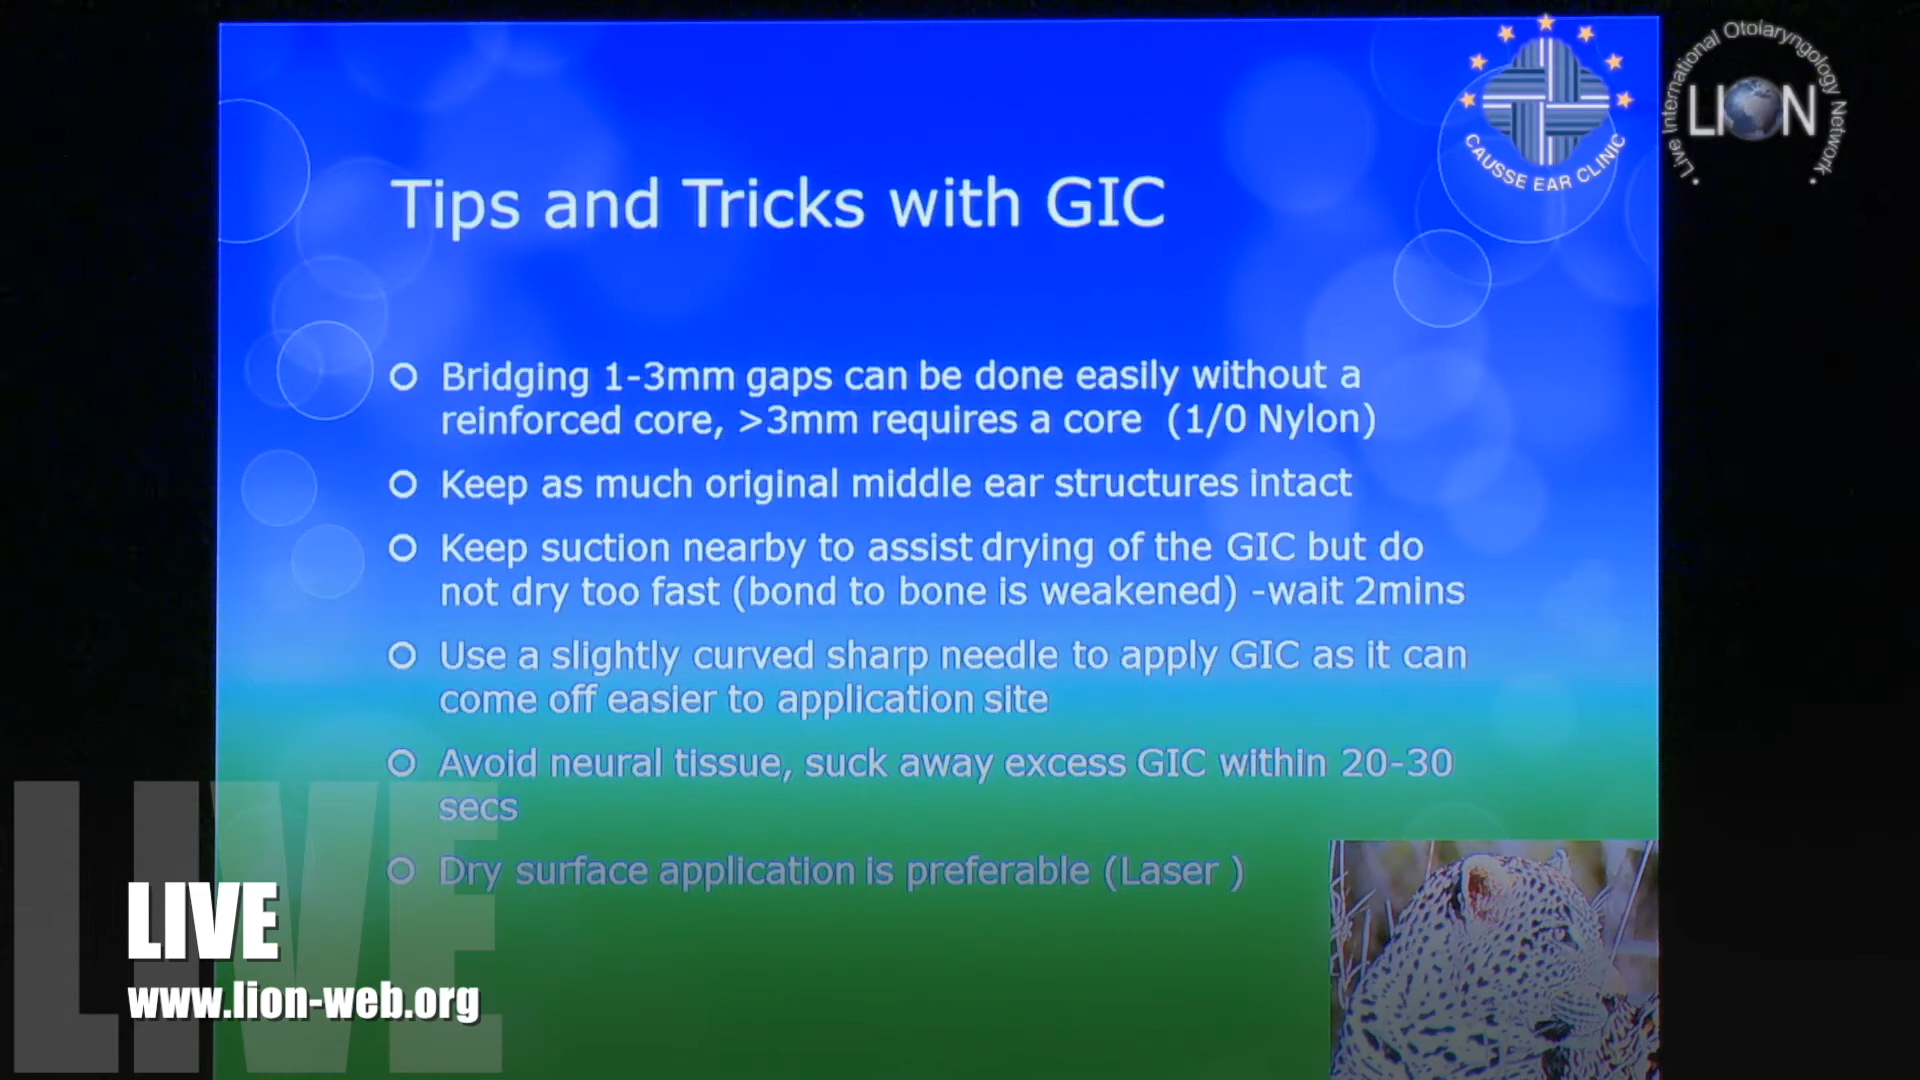 CAUSSE EAR CLINIC
• Live International Otolaryngology Network •
LION
Tips and Tricks with GIC
Bridging 1-3mm gaps can be done easily without a
reinforced core, >3mm requires a core (1/0 Nylon)
Keep as much original middle ear structures intact
Keep suction nearby to assist drying of the GIC but do
not dry too fast (bond to bone is weakened) -wait 2mins
Use a slightly curved sharp needle to apply GIC as it can
come off easier to application site
Avoid neural tissue, suck away excess GIC within 20-30
secs
Dry surface application is preferable (Laser )
LIVE
LIVE
www.lion-web.org